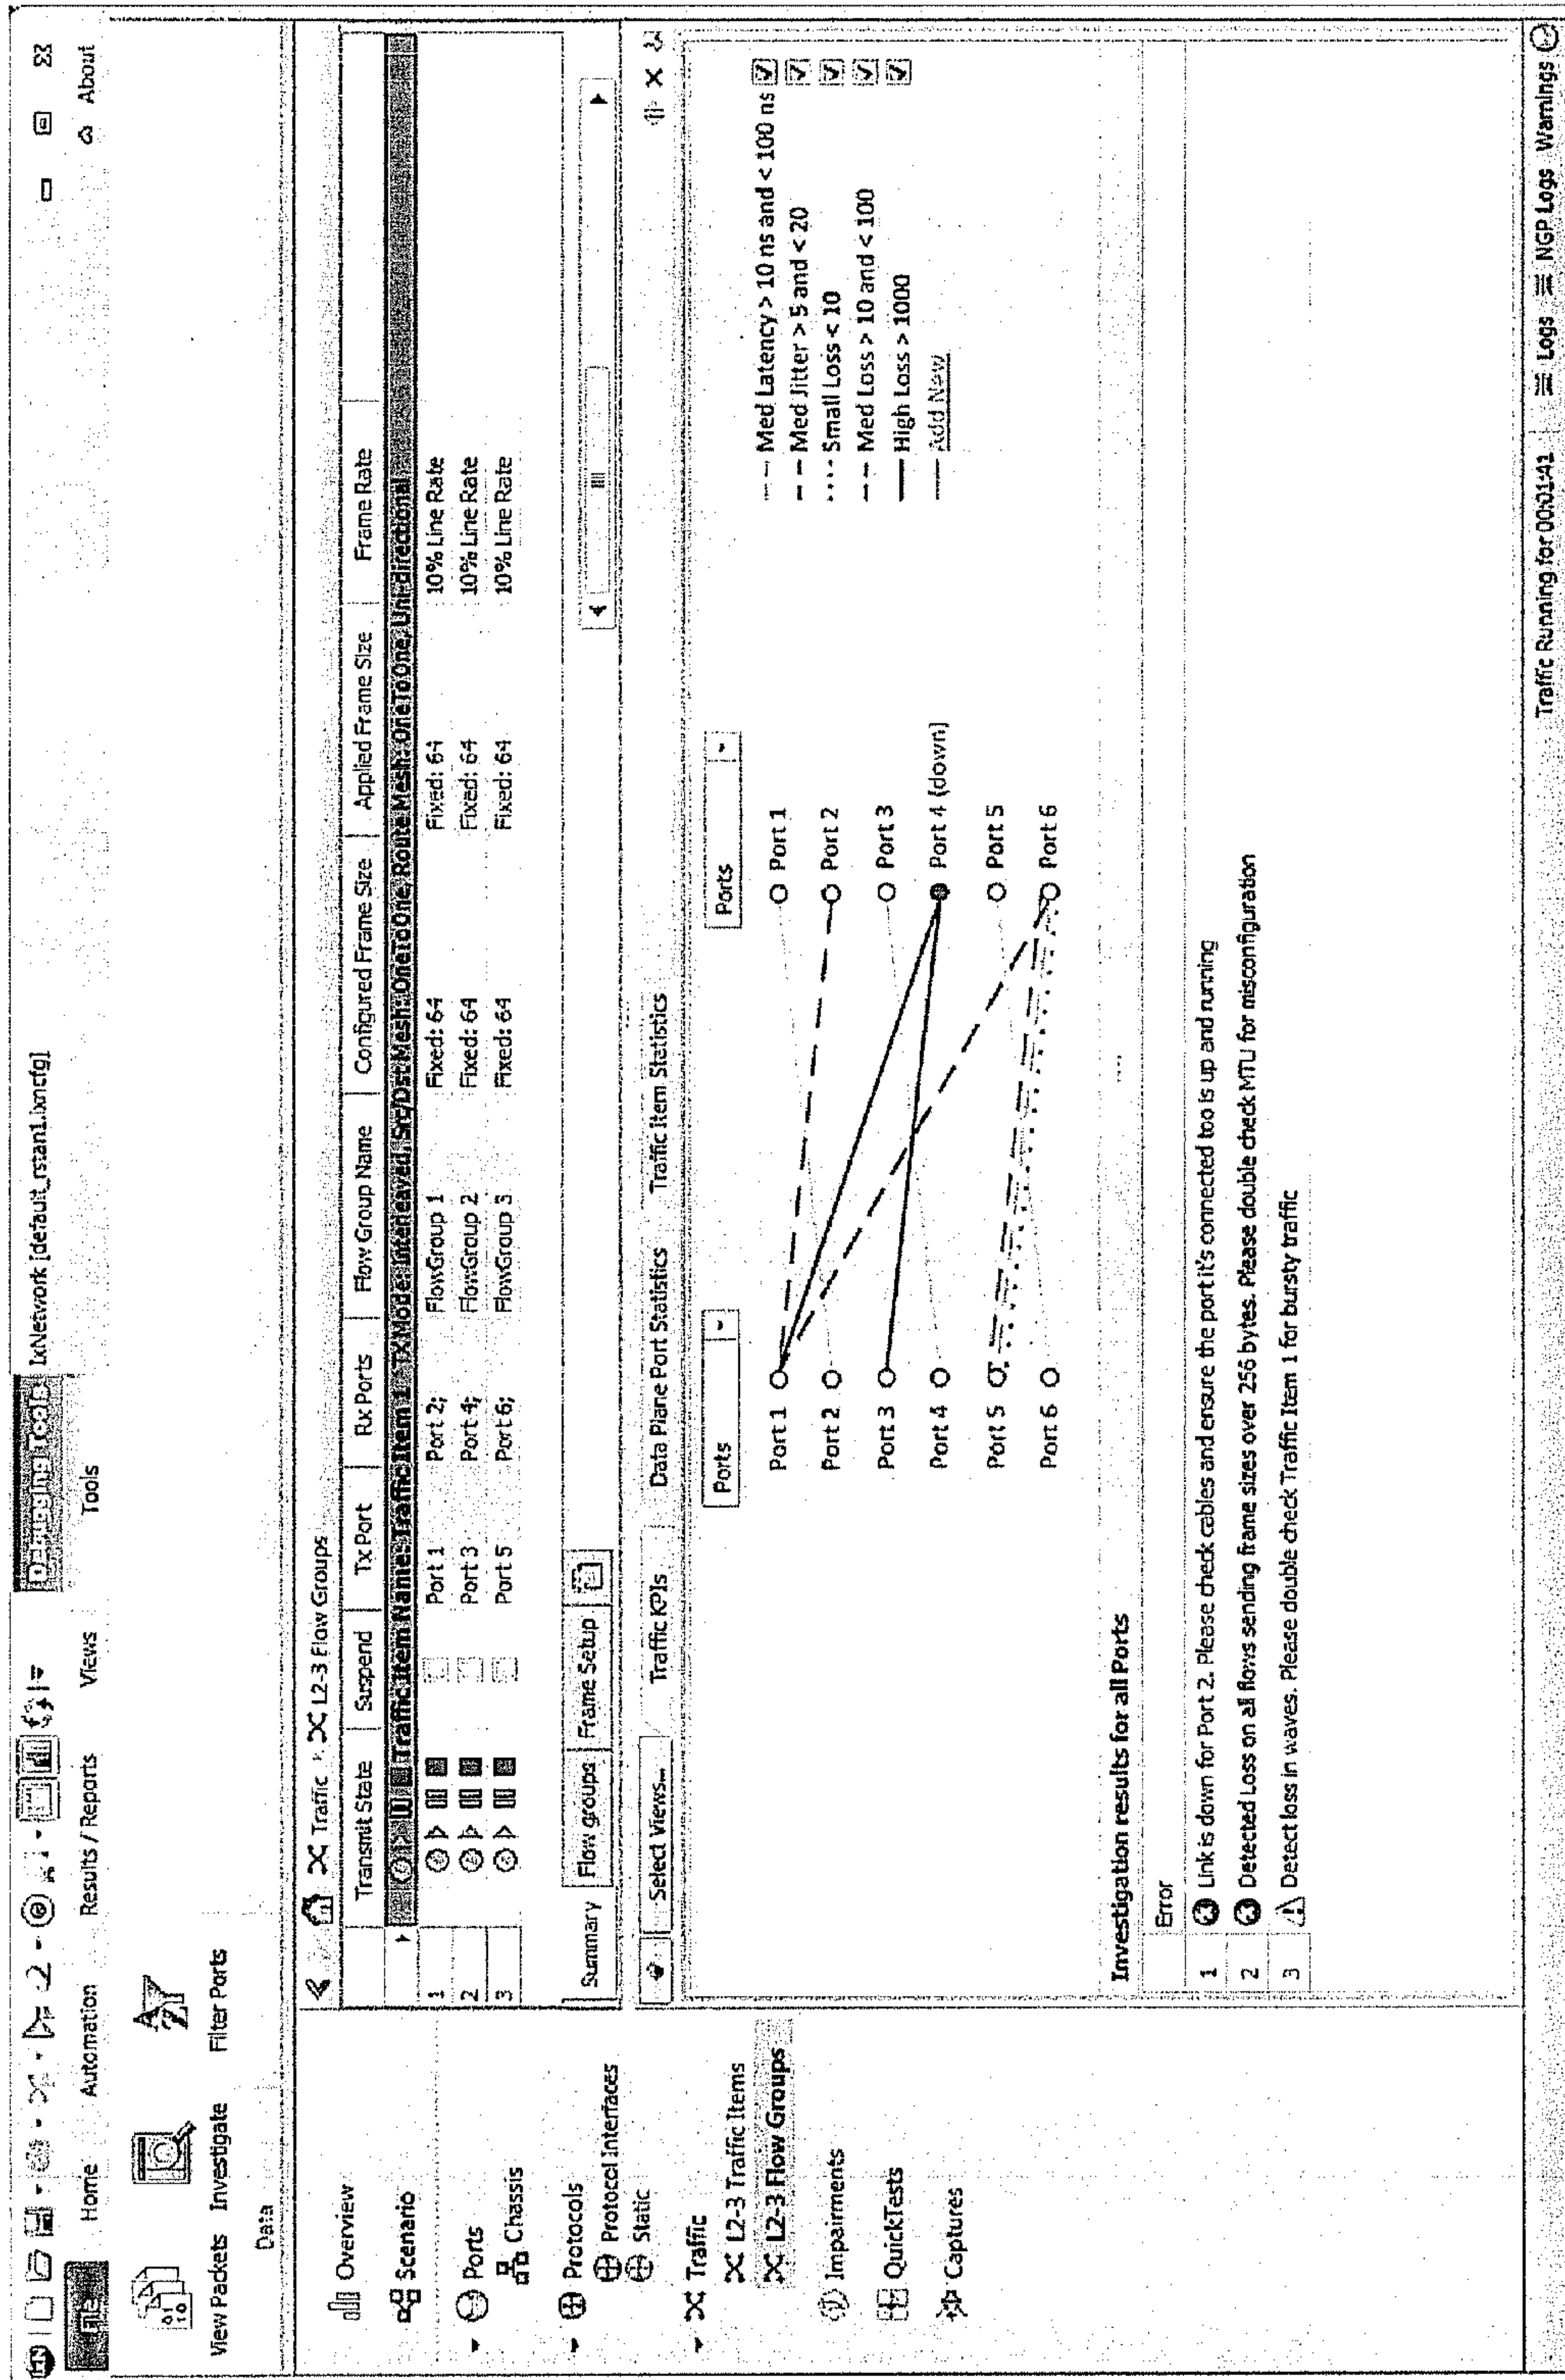 Debugging Tools IxNetwork [default_rstan1.ixncfg]
File Home Automation Results / Reports Views Tools About
View Packets Investigate Filter Ports
Data
Overview
Scenario
Ports
Chassis
Protocols
Protocol Interfaces
Static
Traffic
L2-3 Traffic Items
L2-3 Flow Groups
Impairments
QuickTests
Captures
Traffic L2-3 Flow Groups
Transmit State Suspend Tx Port Rx Ports Flow Group Name Configured Frame Size Applied Frame Size Frame Rate
Traffic Item Name: Traffic Item 1 TX Mode: Interleaved, Src/Dst Mesh: OneToOne, Route Mesh: OneToOne, Uni-directional
1 Port 1 Port 2; FlowGroup 1 Fixed: 64 Fixed: 64 10% Line Rate
2 Port 3 Port 4; FlowGroup 2 Fixed: 64 Fixed: 64 10% Line Rate
3 Port 5 Port 6; FlowGroup 3 Fixed: 64 Fixed: 64 10% Line Rate
Summary Flow groups Frame Setup
Select Views... Traffic KPIs Data Plane Port Statistics Traffic Item Statistics
Ports Ports
Port 1 Port 1
Port 2 Port 2
Port 3 Port 3
Port 4 Port 4 (down)
Port 5 Port 5
Port 6 Port 6
Med Latency > 10 ns and < 100 ns
Med Jitter > 5 and < 20
Small Loss < 10
Med Loss > 10 and < 100
High Loss > 1000
Add New
Investigation results for all Ports
Error
1 Link is down for Port 2. Please check cables and ensure the port it's connected too is up and running
2 Detected Loss on all flows sending frame sizes over 256 bytes. Please double check MTU for misconfiguration
3 Detect loss in waves. Please double check Traffic Item 1 for bursty traffic
Traffic Running for 00:01:41 Logs NGP Logs Warnings